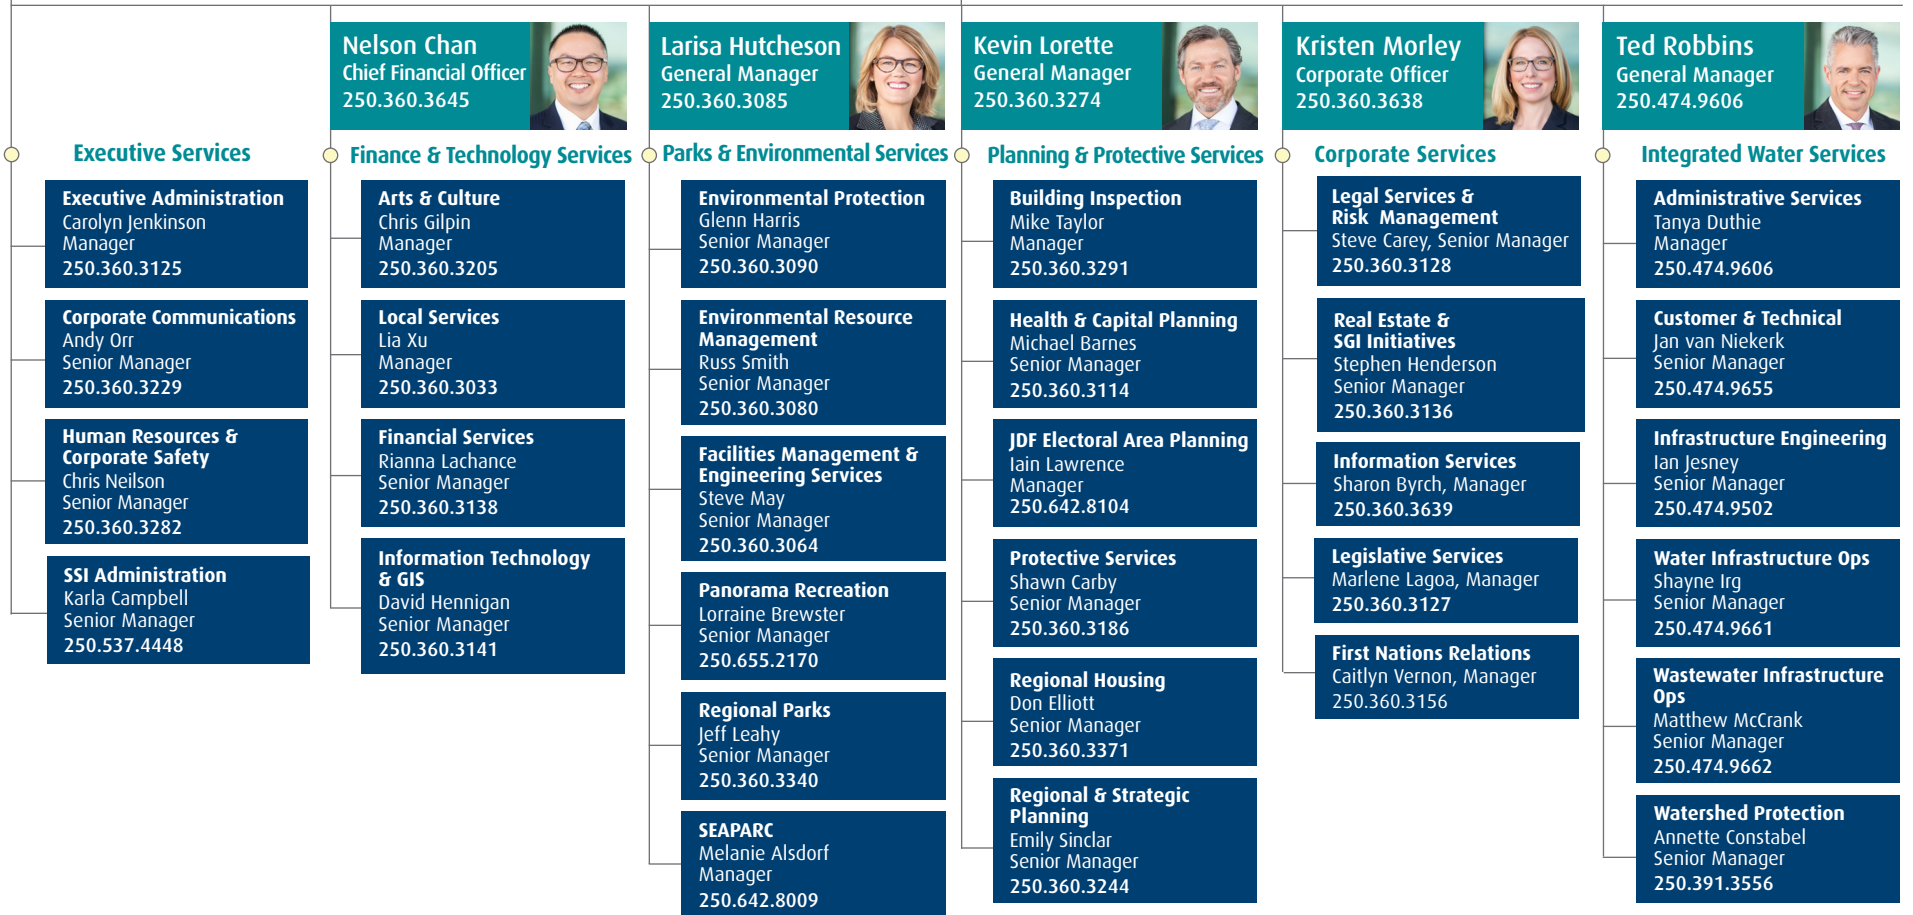 Nelson Chan
Chief Financial Officer
250.360.3645
Larisa Hutcheson
General Manager
250.360.3085
Kevin Lorette
General Manager
250.360.3274
Kristen Morley
Corporate Officer
250.360.3638
Ted Robbins
General Manager
250.474.9606
Executive Services
Executive Administration
Carolyn Jenkinson
Manager
250.360.3125
Corporate Communications
Andy Orr
Senior Manager
250.360.3229
Human Resources &
Corporate Safety
Chris Neilson
Senior Manager
250.360.3282
SSI Administration
Karla Campbell
Senior Manager
250.537.4448
Finance & Technology Services
Arts & Culture
Chris Gilpin
Manager
250.360.3205
Local Services
Lia Xu
Manager
250.360.3033
Financial Services
Rianna Lachance
Senior Manager
250.360.3138
Information Technology
& GIS
David Hennigan
Senior Manager
250.360.3141
Parks & Environmental Services
Environmental Protection
Glenn Harris
Senior Manager
250.360.3090
Environmental Resource
Management
Russ Smith
Senior Manager
250.360.3080
Facilities Management &
Engineering Services
Steve May
Senior Manager
250.360.3064
Panorama Recreation
Lorraine Brewster
Senior Manager
250.655.2170
Regional Parks
Jeff Leahy
Senior Manager
250.360.3340
SEAPARC
Melanie Alsdorf
Manager
250.642.8009
Planning & Protective Services
Building Inspection
Mike Taylor
Manager
250.360.3291
Health & Capital Planning
Michael Barnes
Senior Manager
250.360.3114
JDF Electoral Area Planning
Iain Lawrence
Manager
250.642.8104
Protective Services
Shawn Carby
Senior Manager
250.360.3186
Regional Housing
Don Elliott
Senior Manager
250.360.3371
Regional & Strategic
Planning
Emily Sinclar
Senior Manager
250.360.3244
Corporate Services
Legal Services &
Risk Management
Steve Carey, Senior Manager
250.360.3128
Real Estate &
SGI Initiatives
Stephen Henderson
Senior Manager
250.360.3136
Information Services
Sharon Byrch, Manager
250.360.3639
Legislative Services
Marlene Lagoa, Manager
250.360.3127
First Nations Relations
Caitlyn Vernon, Manager
250.360.3156
Integrated Water Services
Administrative Services
Tanya Duthie
Manager
250.474.9606
Customer & Technical
Jan van Niekerk
Senior Manager
250.474.9655
Infrastructure Engineering
Ian Jesney
Senior Manager
250.474.9502
Water Infrastructure Ops
Shayne Irg
Senior Manager
250.474.9661
Wastewater Infrastructure
Ops
Matthew McCrank
Senior Manager
250.474.9662
Watershed Protection
Annette Constabel
Senior Manager
250.391.3556